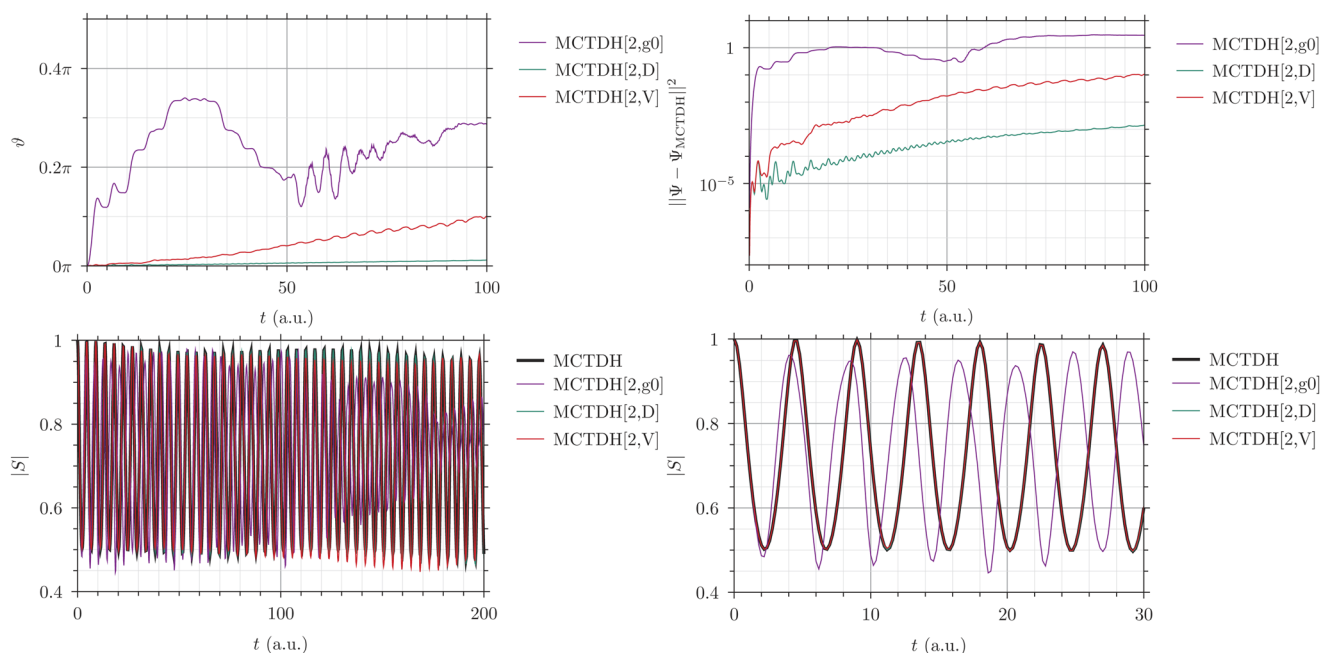 0.4π
0.2π
0π
ϑ
0
50
100
t (a.u.)
MCTDH[2,g0]
MCTDH[2,D]
MCTDH[2,V]
1
10⁻⁵
||Ψ − Ψ_MCTDH||²
0
50
100
t (a.u.)
MCTDH[2,g0]
MCTDH[2,D]
MCTDH[2,V]
1
0.8
0.6
0.4
|S|
0
100
200
t (a.u.)
MCTDH
MCTDH[2,g0]
MCTDH[2,D]
MCTDH[2,V]
1
0.8
0.6
0.4
|S|
0
10
20
30
t (a.u.)
MCTDH
MCTDH[2,g0]
MCTDH[2,D]
MCTDH[2,V]